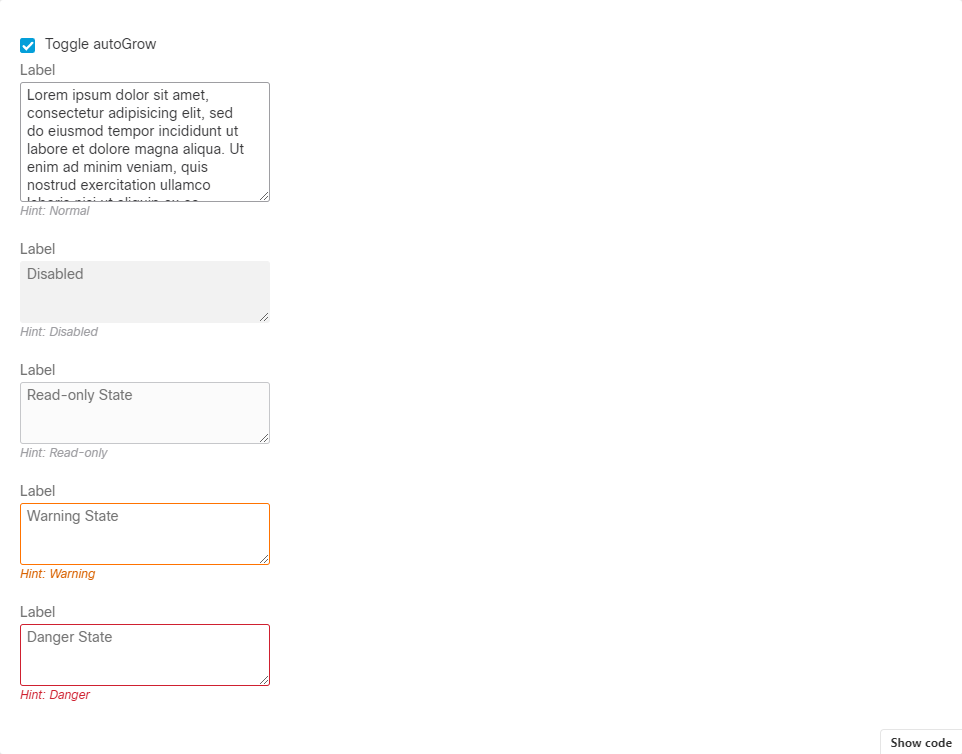 Toggle autoGrow
Label
Lorem ipsum dolor sit amet,
consectetur adipisicing elit, sed
do eiusmod tempor incididunt ut
labore et dolore magna aliqua. Ut
enim ad minim veniam, quis
nostrud exercitation ullamco
Hint: Normal
Label
Disabled
Hint: Disabled
Label
Read-only State
Hint: Read-only
Label
Warning State
Hint: Warning
Label
Danger State
Hint: Danger
Show code